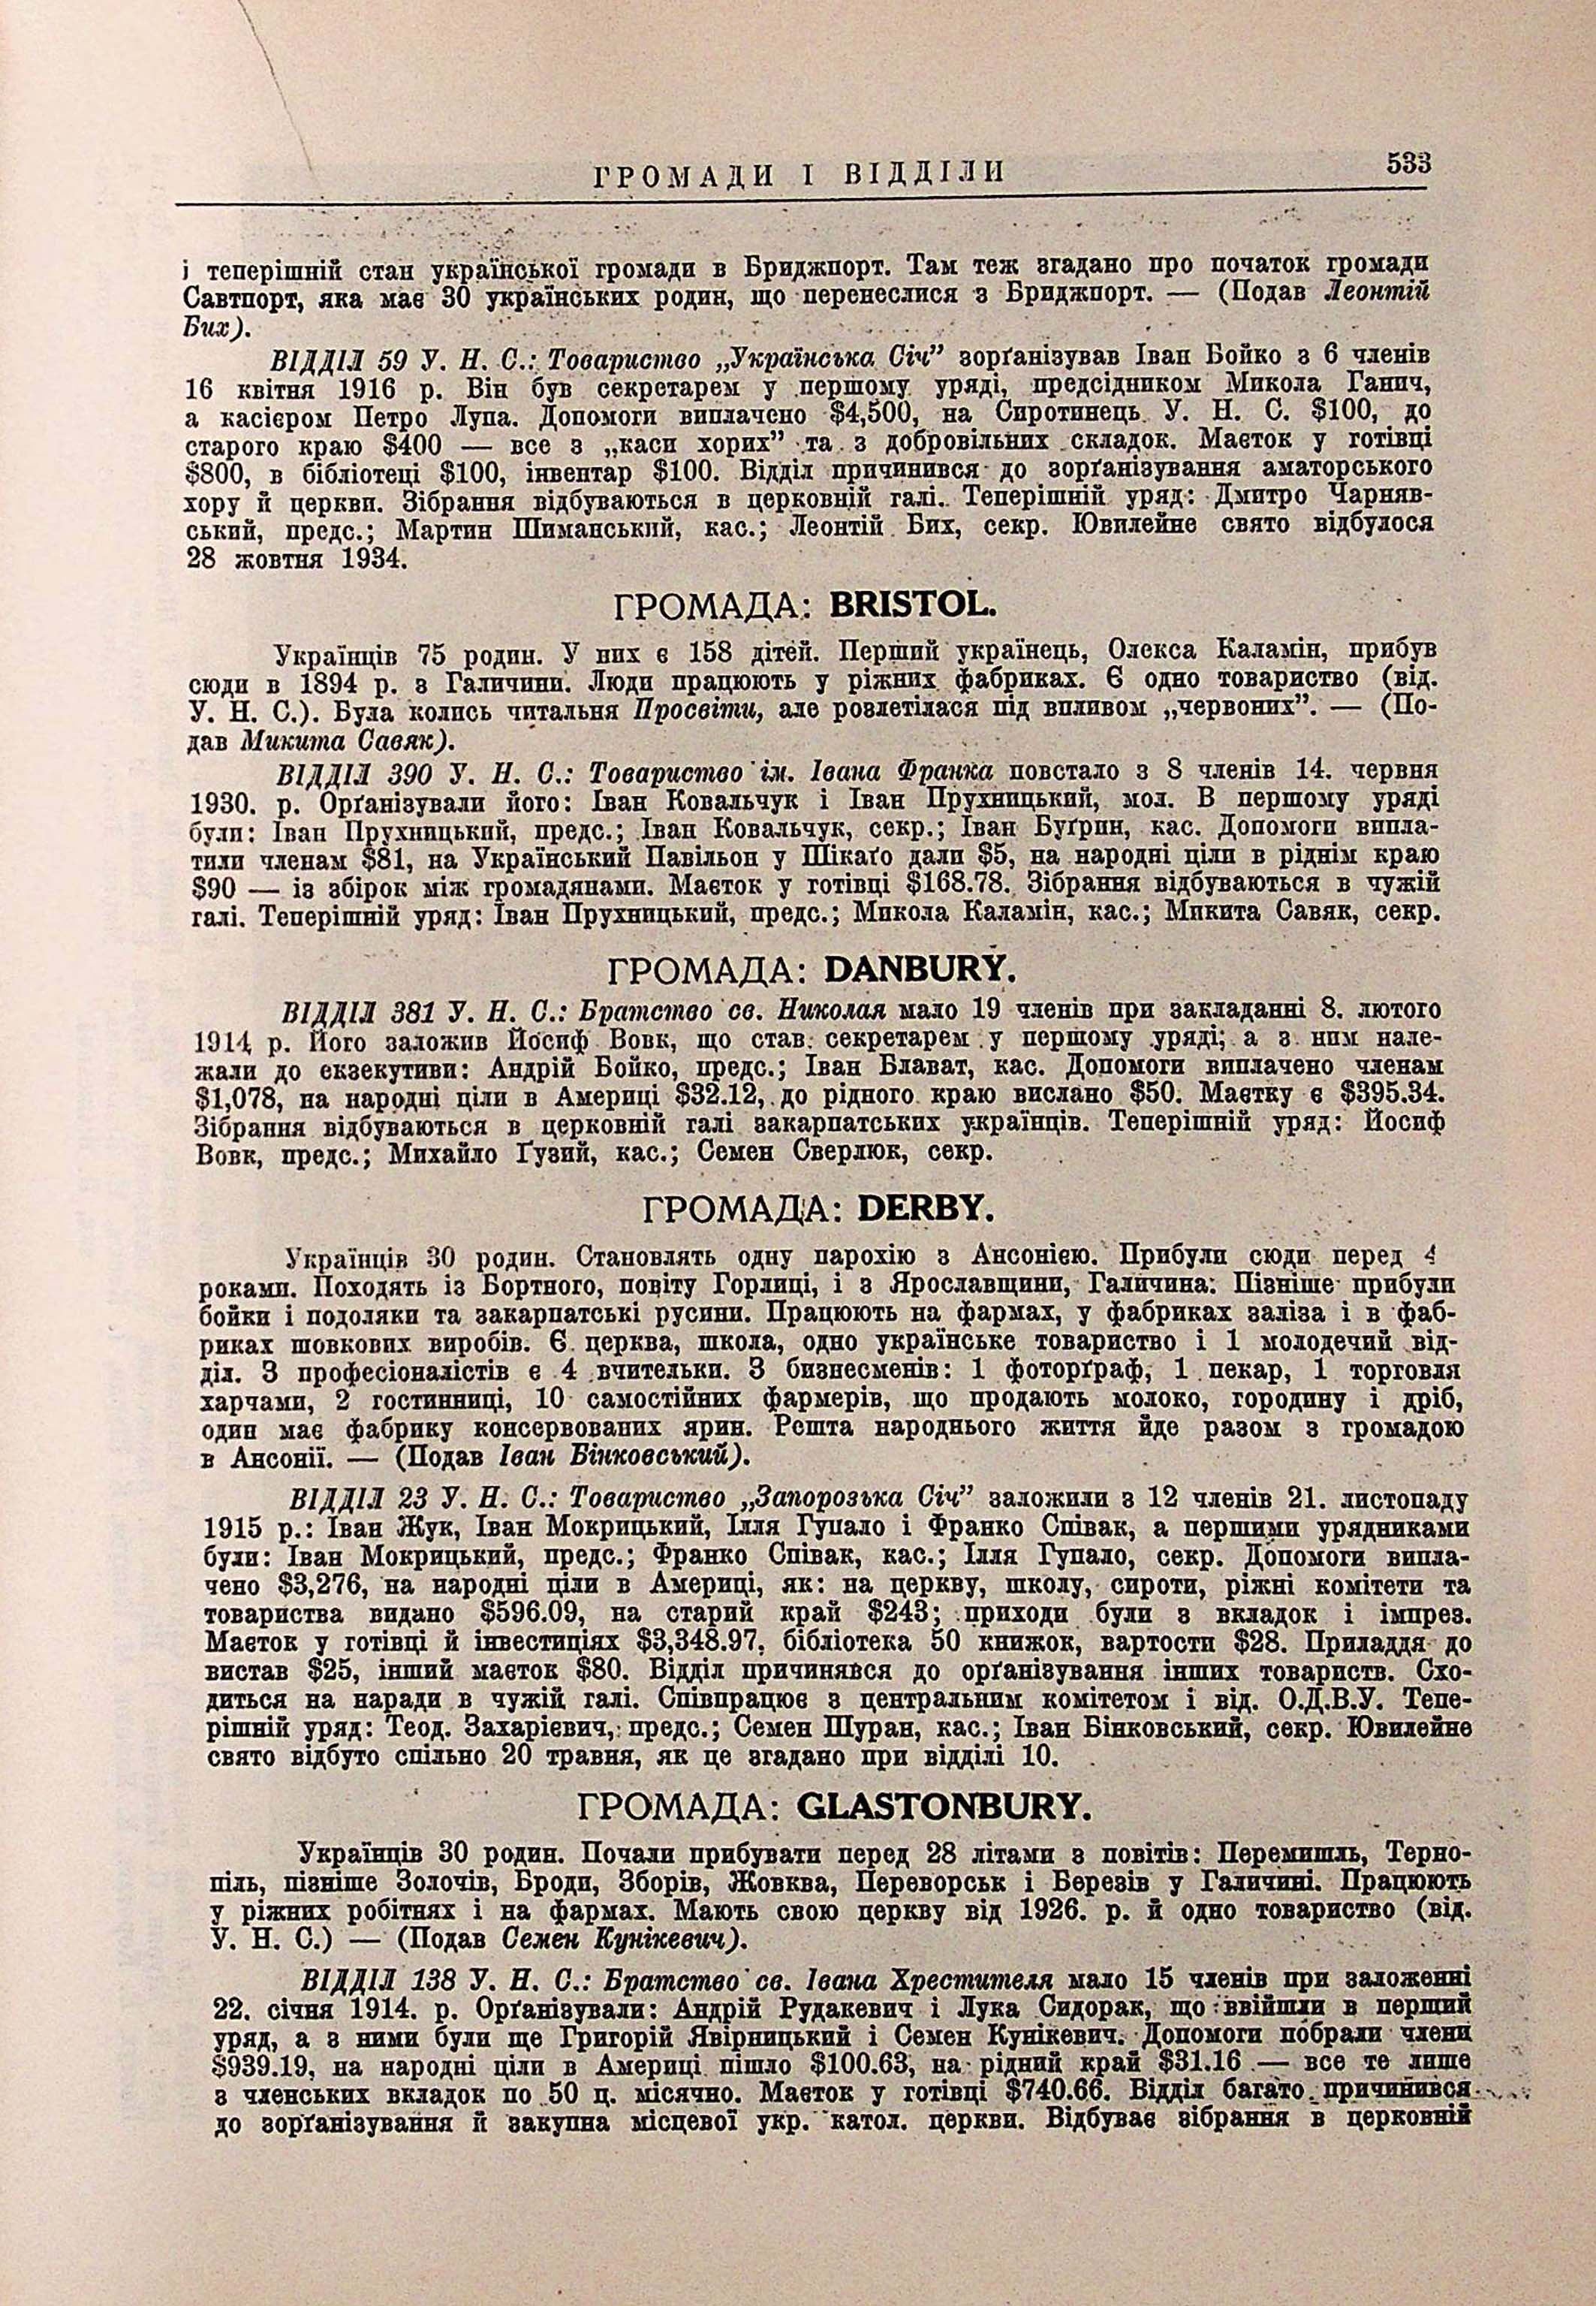 ГРОМАДИ І ВІДДІЛИ 533
і теперішній стан української громади в Бриджпорт. Там теж згадано про початок громади
Савтпорт, яка має 30 українських родин, що перенеслися з Бриджпорт. — (Подав Леонтій
Бих).
ВІДДІЛ 59 У. Н. С.: Товариство „Українська Січ” зорґанізував Іван Бойко з 6 членів
16 квітня 1916 р. Він був секретарем у першому уряді, предсідником Микола Ганич,
а касієром Петро Лупа. Допомоги виплачено $4,500, на Сиротинець У. Н. С. $100, до
старого краю $400 — все з „каси хорих” та з добровільних складок. Маєток у готівці
$800, в бібліотеці $100, інвентар $100. Відділ причинився до зорґанізування аматорського
хору й церкви. Зібрання відбуваються в церковній галі. Теперішній уряд: Дмитро Чарняв-
ський, предс.; Мартин Шиманський, кас.; Леонтій Бих, секр. Ювилейне свято відбулося
28 жовтня 1934.
ГРОМАДА: BRISTOL.
Українців 75 родин. У них є 158 дітей. Перший українець, Олекса Каламін, прибув
сюди в 1894 р. з Галичини. Люди працюють у ріжних фабриках. Є одно товариство (від.
У. Н. С.). Була колись читальня Просвіти, але розлетілася під впливом „червоних”. — (По-
дав Микита Савяк).
ВІДДІЛ 390 У. Н. С.: Товариство ім. Івана Франка повстало з 8 членів 14. червня
1930. р. Орґанізували його: Іван Ковальчук і Іван Прухницький, мол. В першому уряді
були: Іван Прухницький, предс.; Іван Ковальчук, секр.; Іван Буґрин, кас. Допомоги випла-
тили членам $81, на Український Павільон у Шікаґо дали $5, на народні ціли в ріднім краю
$90 — із збірок між громадянами. Маєток у готівці $168.78. Зібрання відбуваються в чужій
галі. Теперішній уряд: Іван Прухницький, предс.; Микола Каламін, кас.; Микита Савяк, секр.
ГРОМАДА: DANBURY.
ВІДДІЛ 381 У. Н. С.: Братство св. Николая мало 19 членів при закладанні 8. лютого
1914 р. Його заложив Йосиф Вовк, що став секретарем у першому уряді; а з ним нале-
жали до екзекутиви: Андрій Бойко, предс.; Іван Блават, кас. Допомоги виплачено членам
$1,078, на народні ціли в Америці $32.12, до рідного краю вислано $50. Маєтку є $395.34.
Зібрання відбуваються в церковній галі закарпатських українців. Теперішній уряд: Йосиф
Вовк, предс.; Михайло Ґузий, кас.; Семен Сверлюк, секр.
ГРОМАДА: DERBY.
Українців 30 родин. Становлять одну парохію з Ансонією. Прибули сюди перед 4
роками. Походять із Бортного, повіту Горлиці, і з Ярославщини, Галичина. Пізніше прибули
бойки і подоляки та закарпатські русини. Працюють на фармах, у фабриках заліза і в фаб-
риках шовкових виробів. Є церква, школа, одно українське товариство і 1 молодечий від-
діл. З професіоналістів є 4 вчительки. З бизнесменів: 1 фоторґраф, 1 пекар, 1 торговля
харчами, 2 гостинниці, 10 самостійних фармерів, що продають молоко, городину і дріб,
один має фабрику консервованих ярин. Решта народнього життя йде разом з громадою
в Ансонії. — (Подав Іван Бінковський).
ВІДДІЛ 23 У. Н. С.: Товариство „Запорозька Січ” заложили з 12 членів 21. листопаду
1915 р.: Іван Жук, Іван Мокрицький, Ілля Гупало і Франко Співак, а першими урядниками
були: Іван Мокрицький, предс.; Франко Співак, кас.; Ілля Гупало, секр. Допомоги випла-
чено $3,276, на народні ціли в Америці, як: на церкву, школу, сироти, ріжні комітети та
товариства видано $596.09, на старий край $243; приходи були з вкладок і імпрез.
Маєток у готівці й інвестиціях $3,348.97, бібліотека 50 книжок, вартости $28. Приладдя до
вистав $25, інший маєток $80. Відділ причинявся до орґанізування інших товариств. Схо-
диться на наради в чужій галі. Співпрацює з центральним комітетом і від. О.Д.В.У. Тепе-
рішній уряд: Теод. Захарієвич, предс.; Семен Шуран, кас.; Іван Бінковський, секр. Ювилейне
свято відбуто спільно 20 травня, як це згадано при відділі 10.
ГРОМАДА: GLASTONBURY.
Українців 30 родин. Почали прибувати перед 28 літами з повітів: Перемишль, Терно-
піль, пізніше Золочів, Броди, Зборів, Жовква, Переворськ і Березів у Галичині. Працюють
у ріжних робітнях і на фармах. Мають свою церкву від 1926. р. й одно товариство (від.
У. Н. С.) — (Подав Семен Кунікевич).
ВІДДІЛ 138 У. Н. С.: Братство св. Івана Хрестителя мало 15 членів при заложенні
22. січня 1914. р. Орґанізували: Андрій Рудакевич і Лука Сидорак, що ввійшли в перший
уряд, а з ними були ще Григорій Явірницький і Семен Кунікевич. Допомоги побрали члени
$939.19, на народні ціли в Америці пішло $100.63, на рідний край $31.16 — все те лише
з членських вкладок по 50 ц. місячно. Маєток у готівці $740.66. Відділ багато причинився
до зорґанізування й закупна місцевої укр. катол. церкви. Відбуває зібрання в церковній